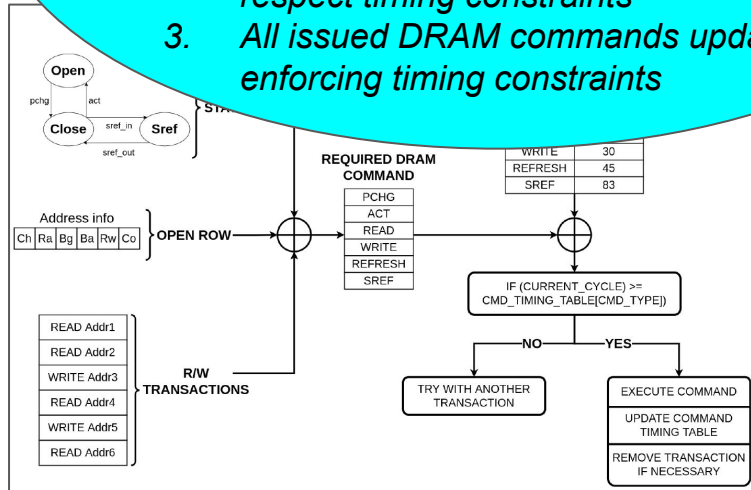 respect timing constraints
3. All issued DRAM commands
enforcing timing constraints
Open
pchg
act
Close
sref_in
Sref
sref_out
REQUIRED DRAM
COMMAND
PCHG
ACT
READ
WRITE
REFRESH
SREF
WRITE 30
REFRESH 45
SREF 83
Address info
Ch Ra Bg Ba Rw Co
OPEN ROW
IF (CURRENT_CYCLE) >=
CMD_TIMING_TABLE[CMD_TYPE])
READ Addr1
READ Addr2
WRITE Addr3
READ Addr4
WRITE Addr5
READ Addr6
R/W
TRANSACTIONS
NO
YES
TRY WITH ANOTHER
TRANSACTION
EXECUTE COMMAND
UPDATE COMMAND
TIMING TABLE
REMOVE TRANSACTION
IF NECESSARY